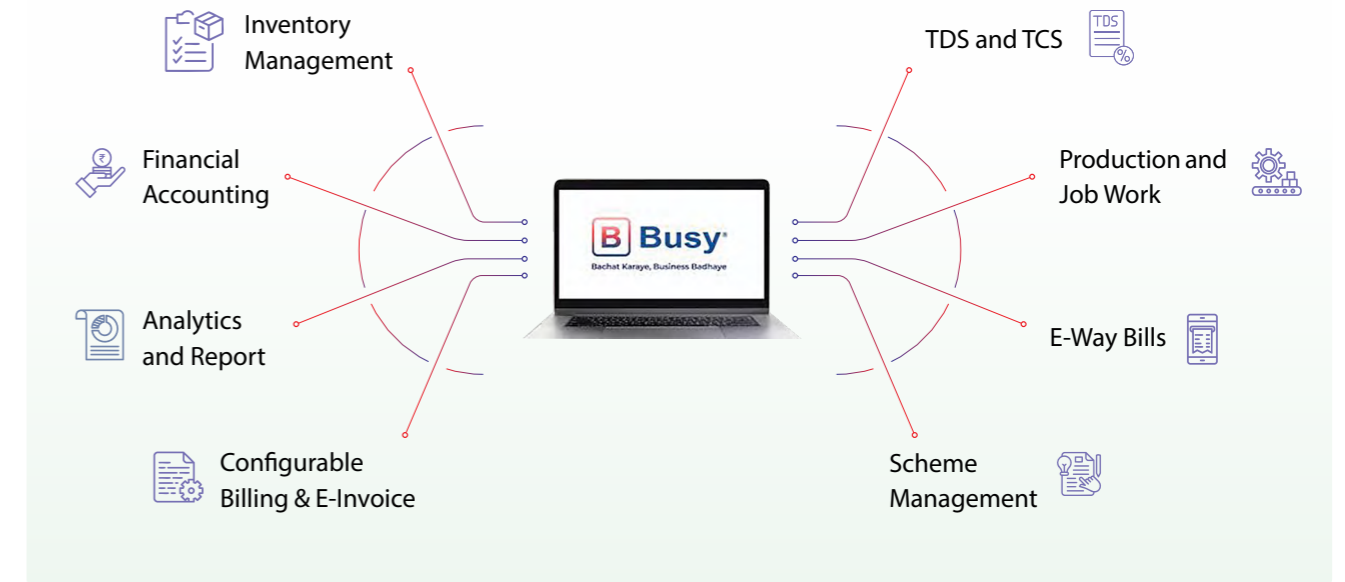 Inventory
Management
Financial
Accounting
Analytics
and Report
Configurable
Billing & E-Invoice
B Busy®
Bachat Karaye, Business Badhaye
TDS and TCS
TDS
%
Production and
Job Work
E-Way Bills
Scheme
Management
₹